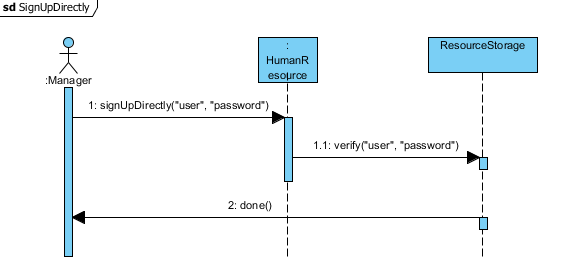 sd SignUpDirectly
:
HumanR
esource
ResourceStorage
:Manager
1: signUpDirectly("user", "password")
1.1: verify("user", "password")
2: done()